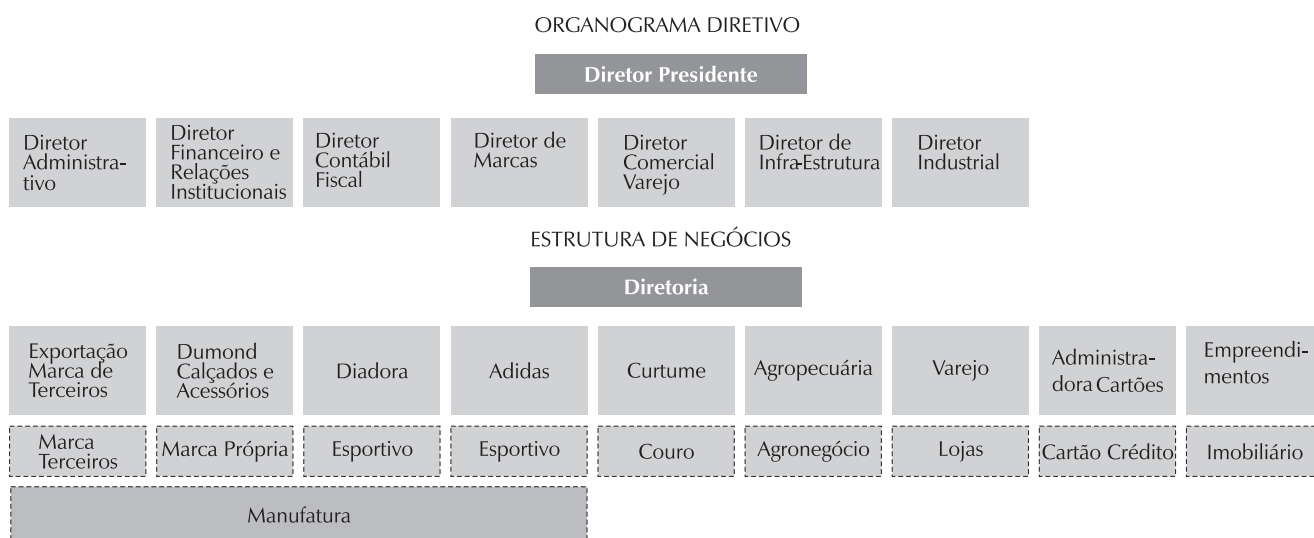 ORGANOGRAMA DIRETIVO
Diretor Presidente
Diretor
Administra-
tivo
Diretor
Financeiro e
Relações
Institucionais
Diretor
Contábil
Fiscal
Diretor de
Marcas
Diretor
Comercial
Varejo
Diretor de
Infra-Estrutura
Diretor
Industrial
ESTRUTURA DE NEGÓCIOS
Diretoria
Exportação
Marca de
Terceiros
Dumond
Calçados e
Acessórios
Diadora
Adidas
Curtume
Agropecuária
Varejo
Administra-
dora Cartões
Empreendi-
mentos
Marca
Terceiros
Marca Própria
Esportivo
Esportivo
Couro
Agronegócio
Lojas
Cartão Crédito
Imobiliário
Manufatura